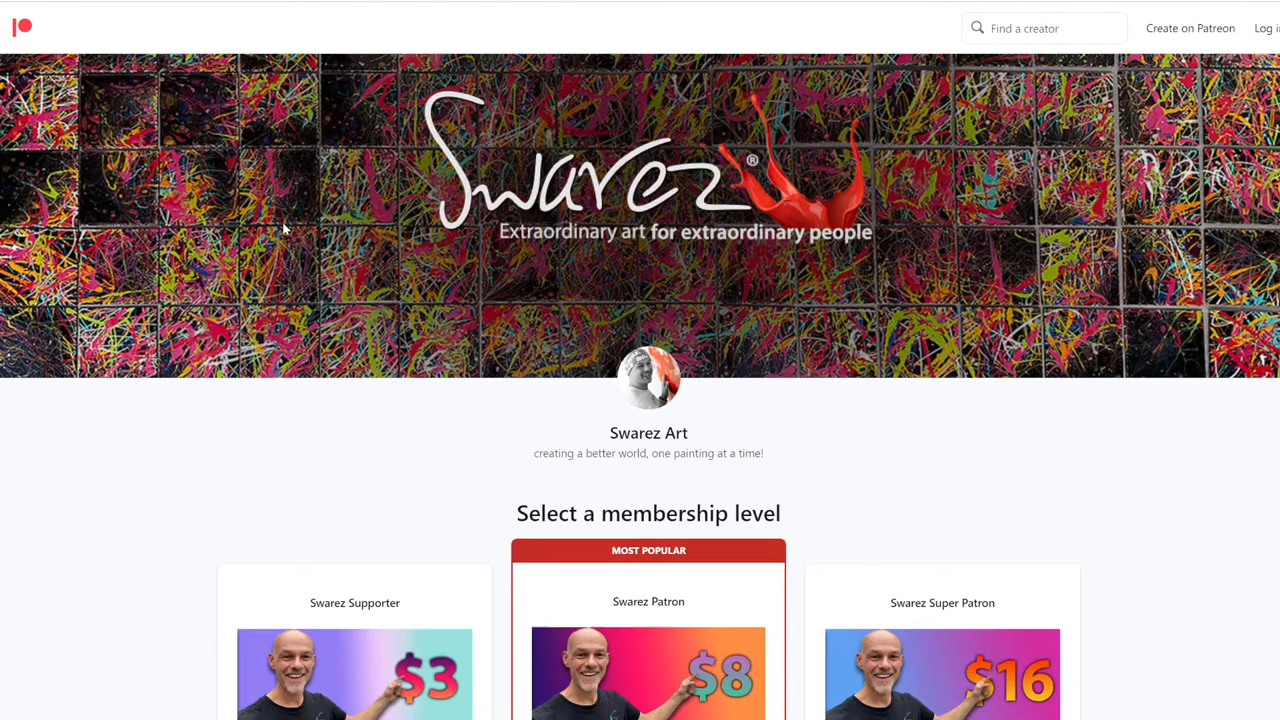 Find a creator
Create on Patreon
Log i
Swarez®
Extraordinary art for extraordinary people
Swarez Art
creating a better world, one painting at a time!
Select a membership level
MOST POPULAR
Swarez Supporter
Swarez Patron
Swarez Super Patron
$3
$8
$16